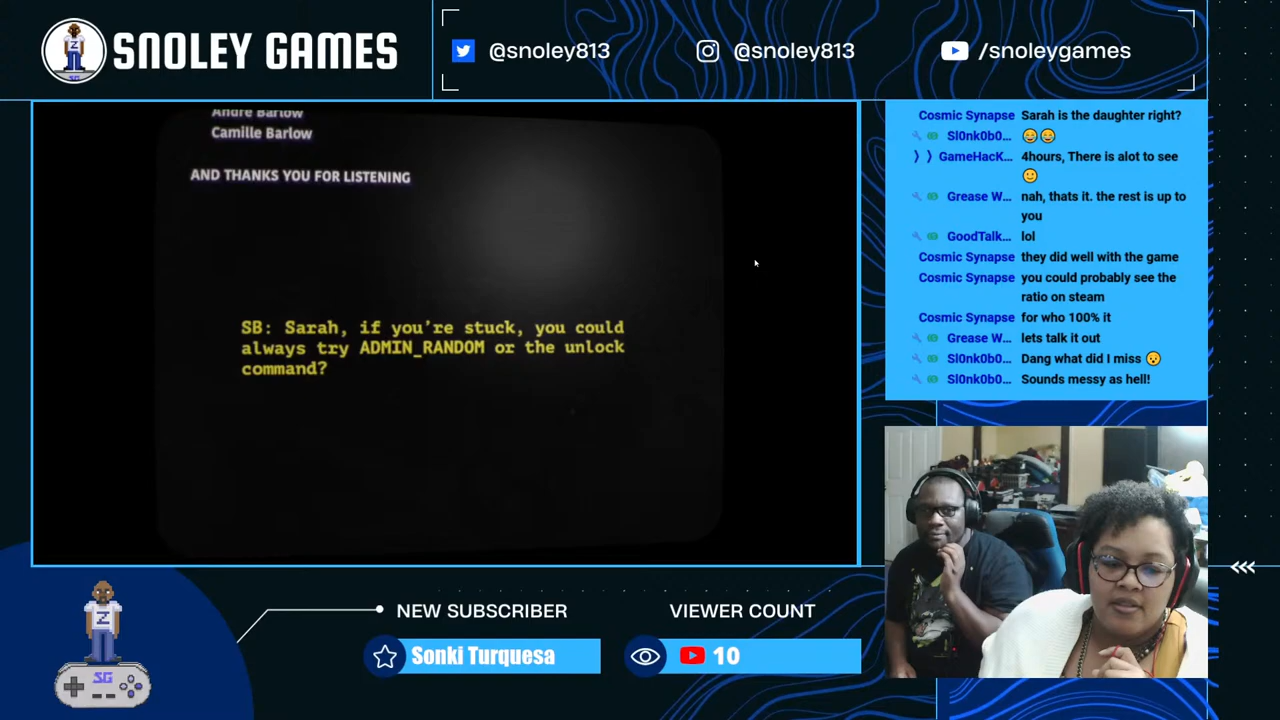 SNOLEY GAMES
@snoley813
@snoley813
/snoleygames
Andre Barlow
Camille Barlow
AND THANKS YOU FOR LISTENING
SB: Sarah, if you're stuck, you could
always try ADMIN_RANDOM or the unlock
command?
Cosmic Synapse Sarah is the daughter right?
Sl0nk0b0... 😂😂
GameHacK... 4hours, There is alot to see
🙂
Grease W... nah, thats it. the rest is up to
you
GoodTalk... lol
Cosmic Synapse they did well with the game
Cosmic Synapse you could probably see the
ratio on steam
Cosmic Synapse for who 100% it
Grease W... lets talk it out
Sl0nk0b0... Dang what did I miss 😯
Sl0nk0b0... Sounds messy as hell!
NEW SUBSCRIBER
Sonki Turquesa
VIEWER COUNT
10
Z
SG
Z
SG